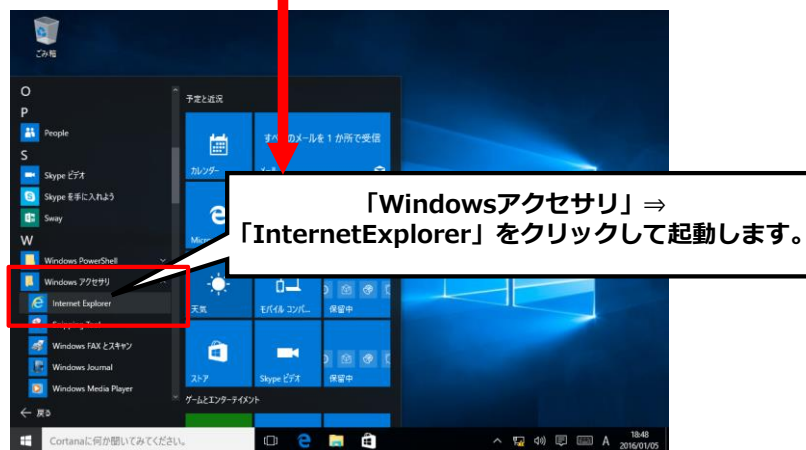 ごみ箱
O
P
People
S
Skype ビデオ
Skype を手に入れよう
Sway
W
Windows PowerShell
Windows アクセサリ
Internet Explorer
Windows FAX とスキャン
Windows Journal
Windows Media Player
戻る
予定と近況
カレンダー
メールを 1 か所で受信
「Windowsアクセサリ」⇒
「InternetExplorer」をクリックして起動します。
天気
モバイル コンパ...
保留中
ストア
Skype ビデオ
保留中
ゲームとエンターテイメント
Cortanaに何か聞いてみてください。
A
18:48
2016/01/05